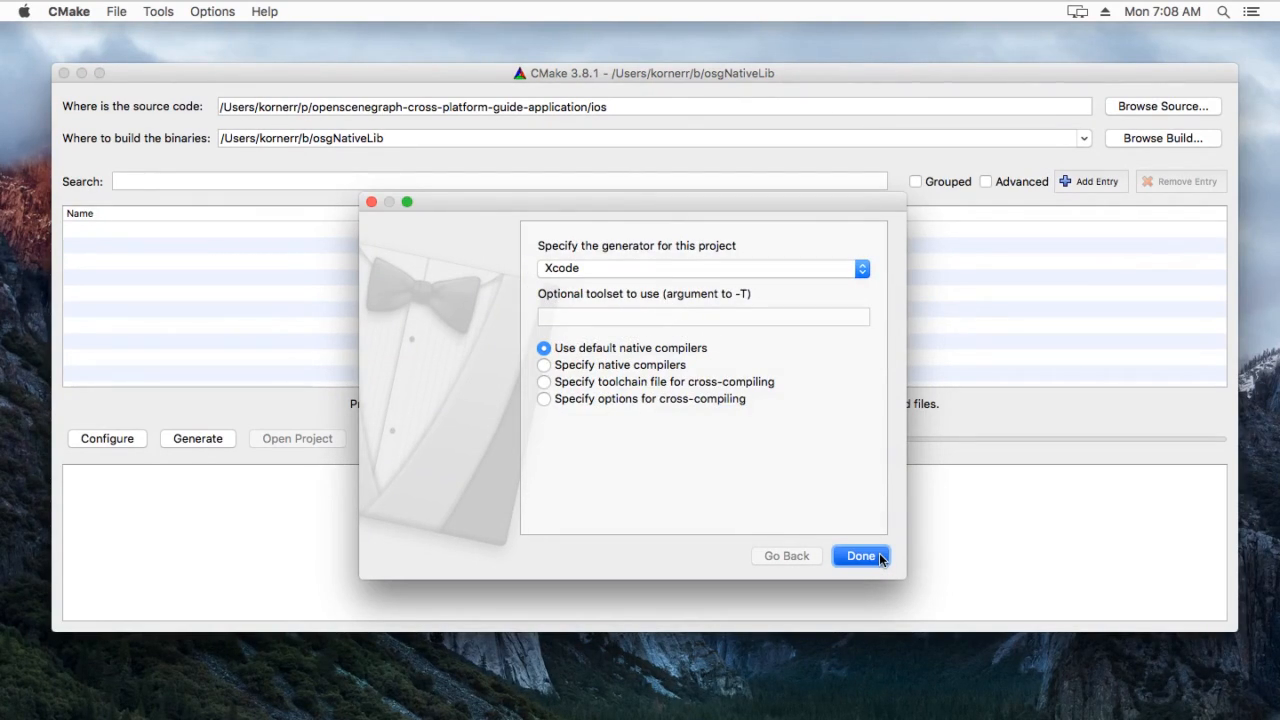 CMake File Tools Options Help Mon 7:08 AM
CMake 3.8.1 - /Users/kornerr/b/osgNativeLib
Where is the source code: /Users/kornerr/p/openscenegraph-cross-platform-guide-application/ios Browse Source...
Where to build the binaries: /Users/kornerr/b/osgNativeLib Browse Build...
Search: Grouped Advanced Add Entry Remove Entry
Name
Specify the generator for this project
Xcode
Optional toolset to use (argument to -T)
Use default native compilers
Specify native compilers
Specify toolchain file for cross-compiling
Specify options for cross-compiling
d files.
Configure Generate Open Project
Go Back Done